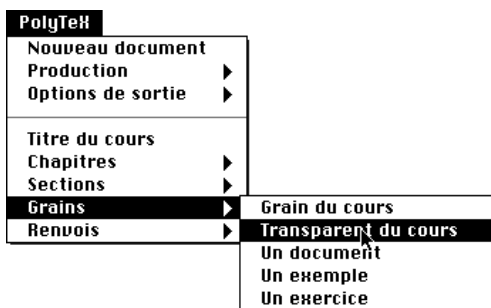 PolyTeX
Nouveau document
Production
Options de sortie
Titre du cours
Chapitres
Sections
Grains
Renvois
Grain du cours
Transparent du cours
Un document
Un exemple
Un exercice